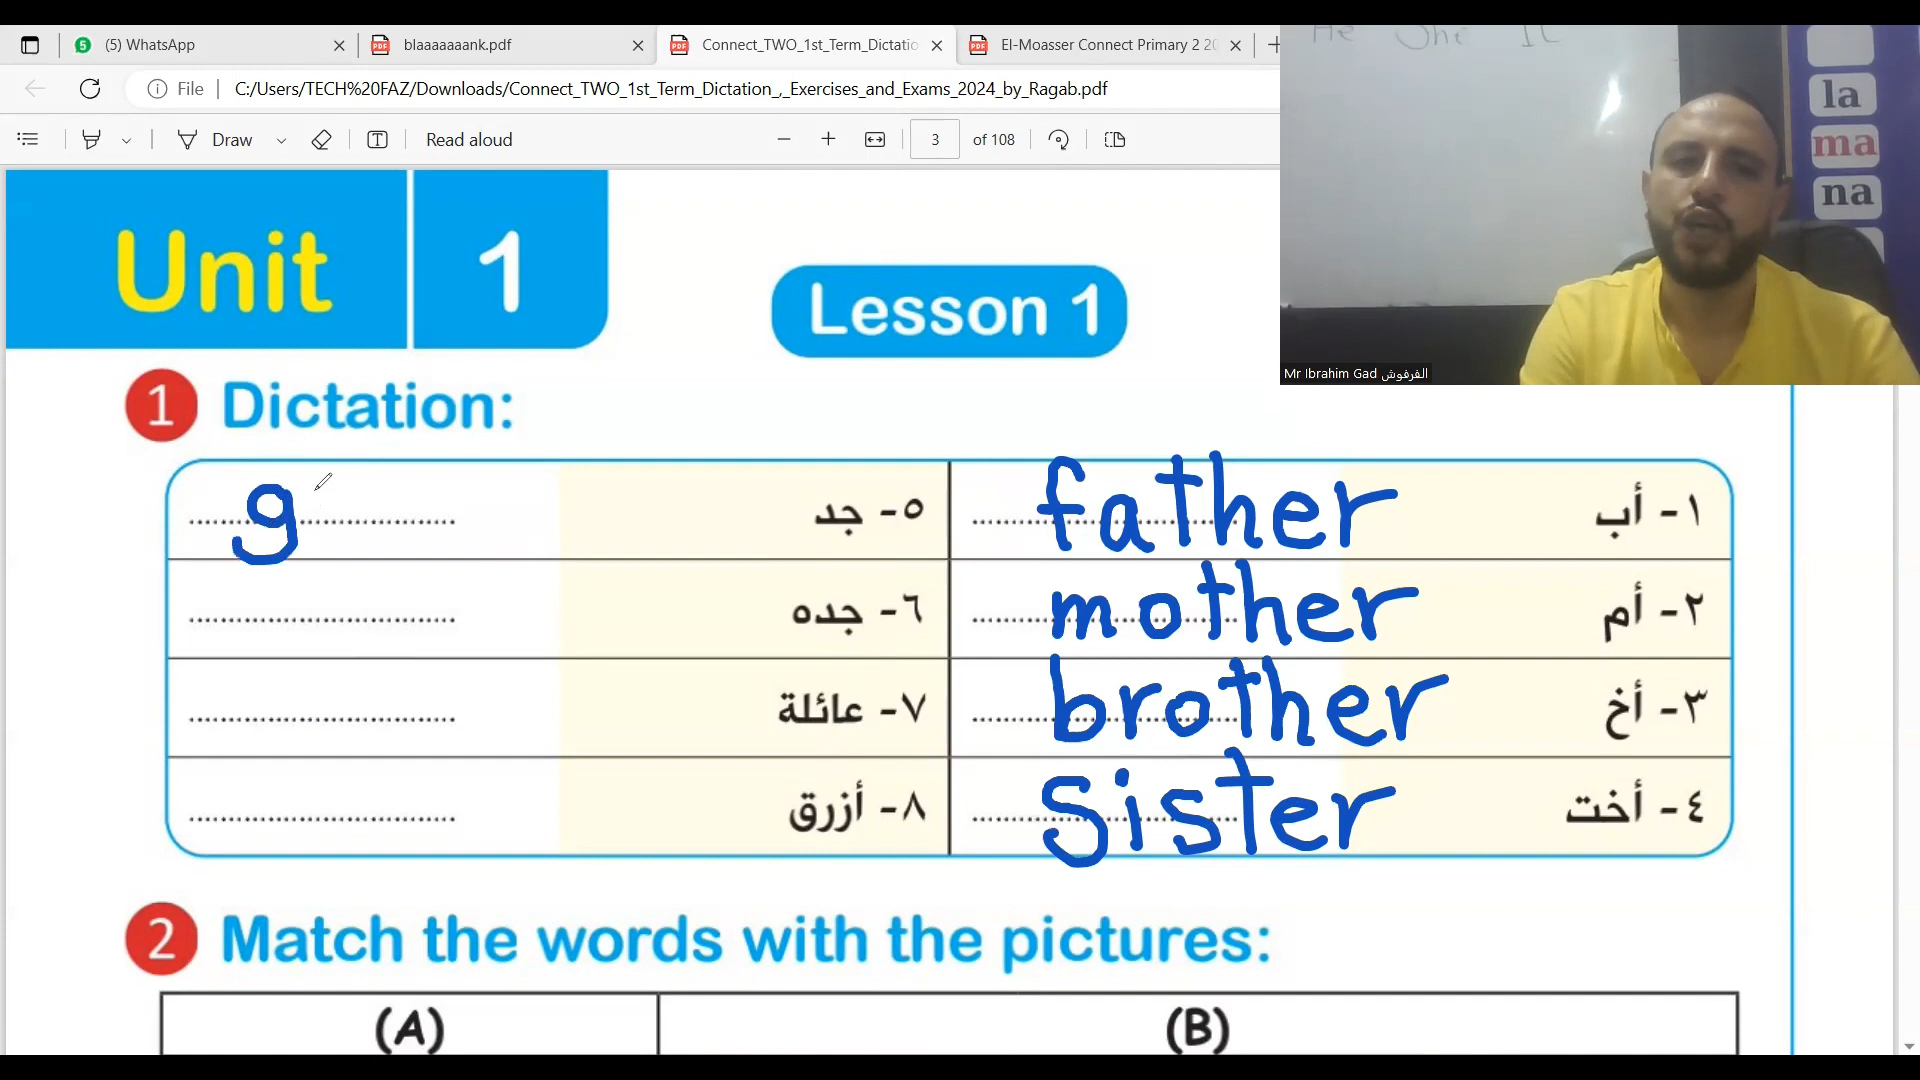 (5) WhatsApp
blaaaaaaank.pdf
Connect_TWO_1st_Term_Dictatio
El-Moasser Connect Primary 2 20
File
C:/Users/TECH%20FAZ/Downloads/Connect_TWO_1st_Term_Dictation_,_Exercises_and_Exams_2024_by_Ragab.pdf
Draw
Read aloud
3 of 108
He She It
la
ma
na
Mr Ibrahim Gad الفرفوش
Unit 1
Lesson 1
1 Dictation:
١- أب father
٥- جد g
٢- أم mother
٦- جده
٣- أخ brother
٧- عائلة
٤- أخت sister
٨- أزرق
2 Match the words with the pictures:
(A) (B)